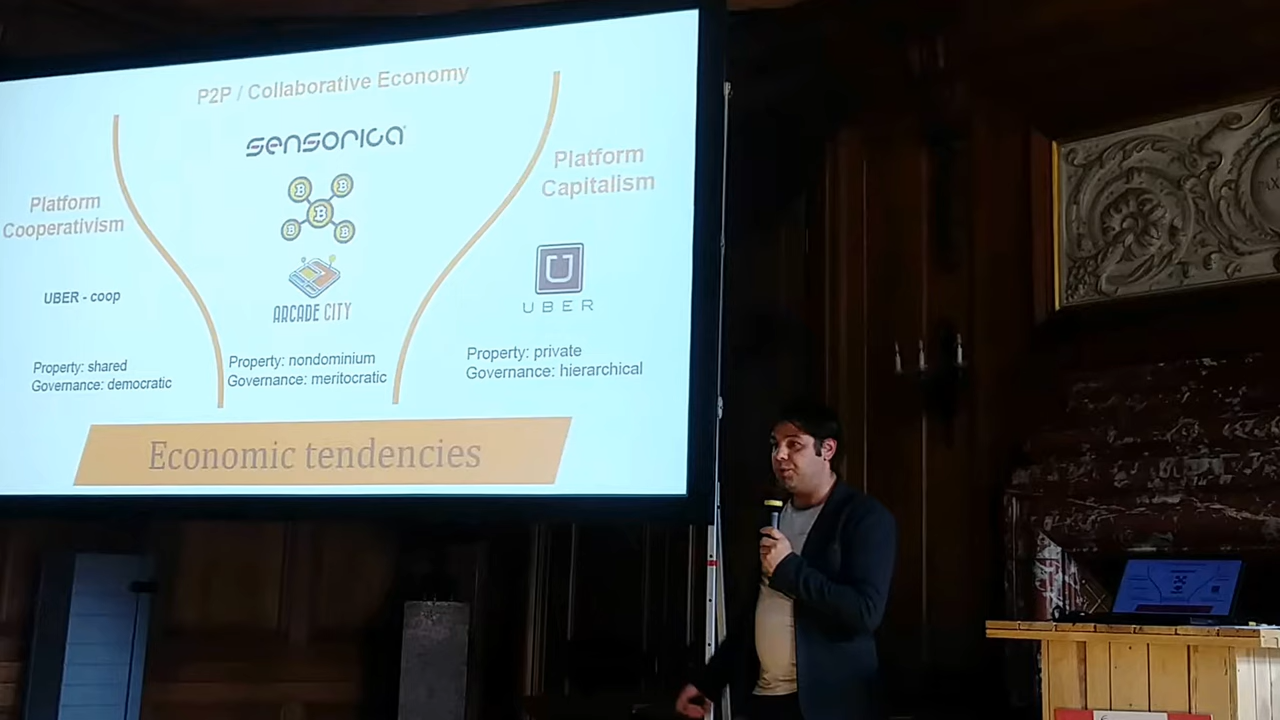 P2P / Collaborative Economy
sensorica
Platform
Cooperativism
Platform
Capitalism
UBER - coop
ARCADE CITY
UBER
Property: shared
Governance: democratic
Property: nondominium
Governance: meritocratic
Property: private
Governance: hierarchical
Economic tendencies